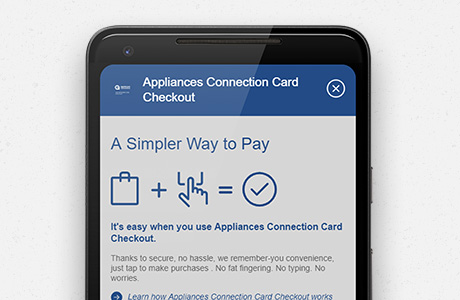 Appliances Connection Card
Checkout
A Simpler Way to Pay
It's easy when you use Appliances Connection Card
Checkout.
Thanks to secure, no hassle, we remember-you convenience,
just tap to make purchases . No fat fingering. No typing. No
worries.
Learn how Appliances Connection Card Checkout works